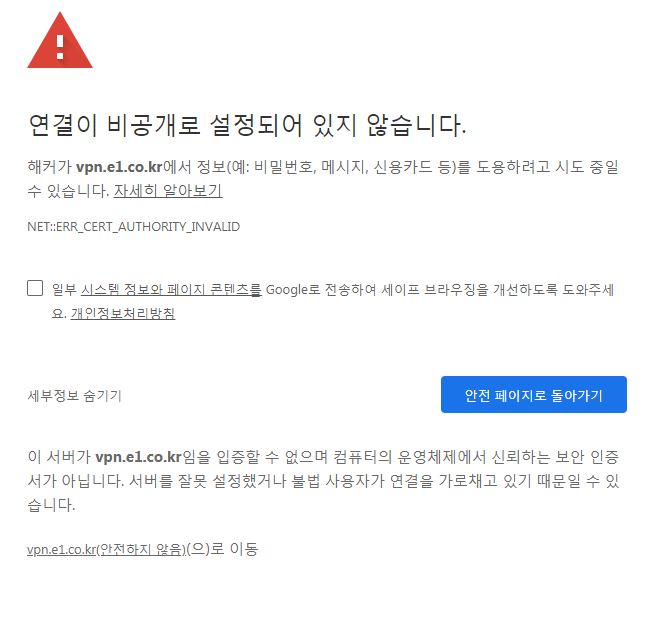 연결이 비공개로 설정되어 있지 않습니다.
해커가 vpn.e1.co.kr에서 정보(예: 비밀번호, 메시지, 신용카드 등)를 도용하려고 시도 중일
수 있습니다. 자세히 알아보기
NET::ERR_CERT_AUTHORITY_INVALID
일부 시스템 정보와 페이지 콘텐츠를 Google로 전송하여 세이프 브라우징을 개선하도록 도와주세
요. 개인정보처리방침
세부정보 숨기기
안전 페이지로 돌아가기
이 서버가 vpn.e1.co.kr임을 입증할 수 없으며 컴퓨터의 운영체제에서 신뢰하는 보안 인증
서가 아닙니다. 서버를 잘못 설정했거나 불법 사용자가 연결을 가로채고 있기 때문일 수 있
습니다.
vpn.e1.co.kr(안전하지 않음)(으)로 이동